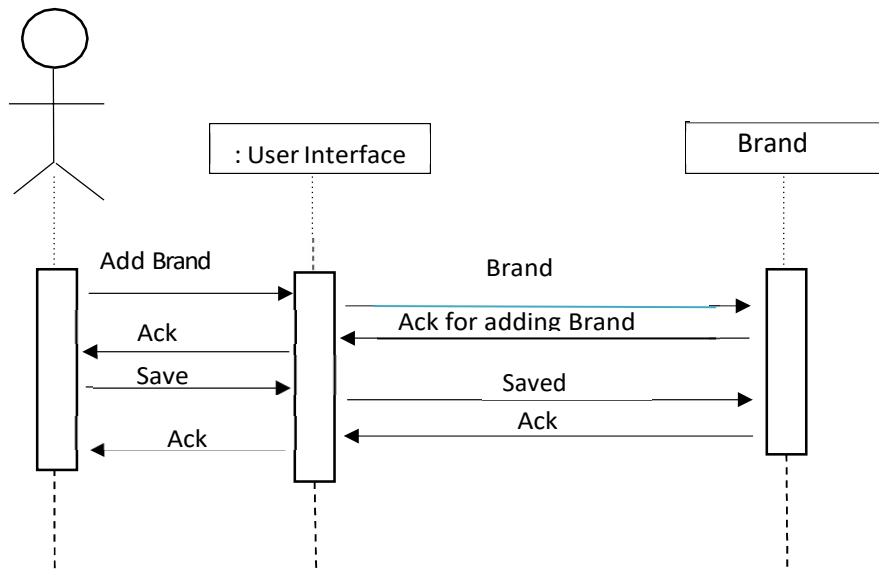 : User Interface
Brand
Add Brand
Brand
Ack for adding Brand
Ack
Save
Saved
Ack
Ack